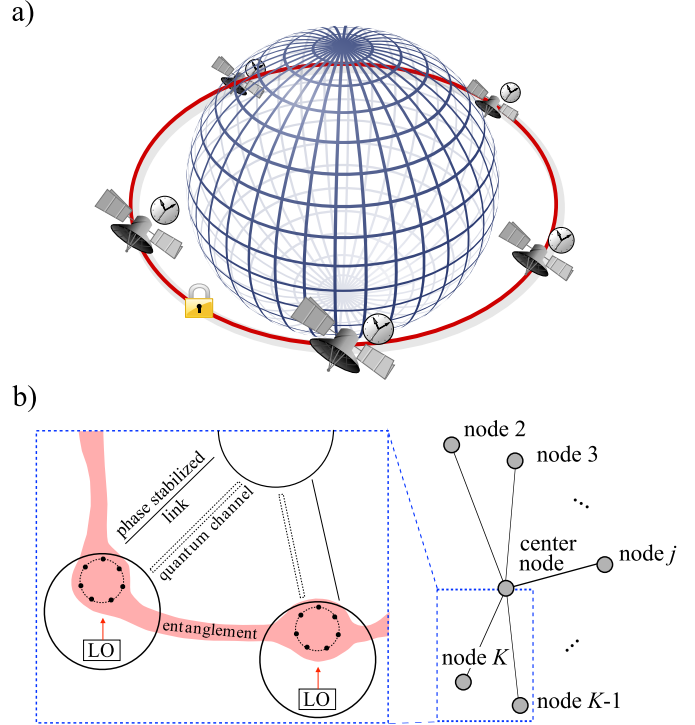 a)
b)
phase stabilized
link
quantum channel
entanglement
LO
LO
node 2
node 3
...
center
node
node j
...
node K
node K-1